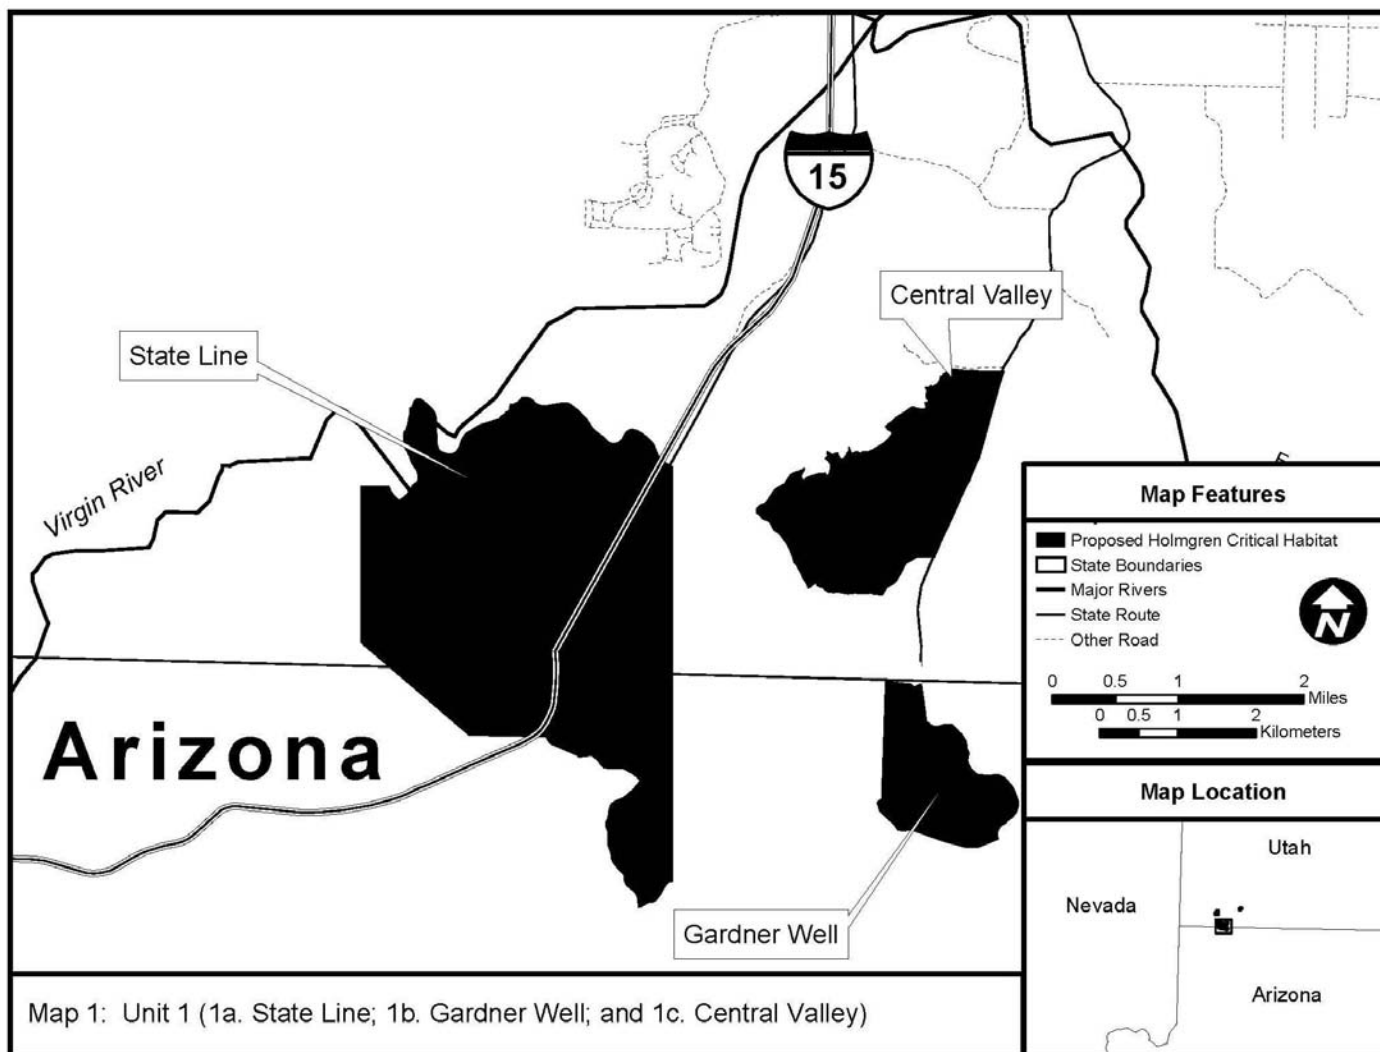 15
Central Valley
State Line
Virgin River
Arizona
Gardner Well
Map Features
Proposed Holmgren Critical Habitat
State Boundaries
Major Rivers
State Route
Other Road
N
0 0.5 1 2
Miles
0 0.5 1 2
Kilometers
Map Location
Utah
Nevada
Arizona
Map 1: Unit 1 (1a. State Line; 1b. Gardner Well; and 1c. Central Valley)